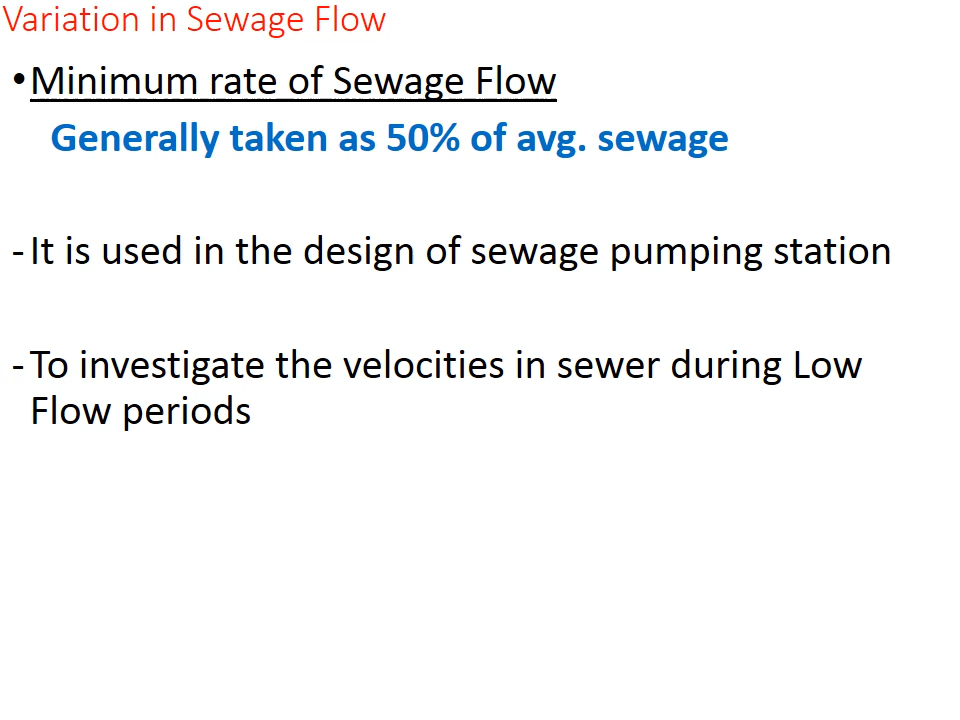 Variation in Sewage Flow
•Minimum rate of Sewage Flow
Generally taken as 50% of avg. sewage
-It is used in the design of sewage pumping station
-To investigate the velocities in sewer during Low
Flow periods